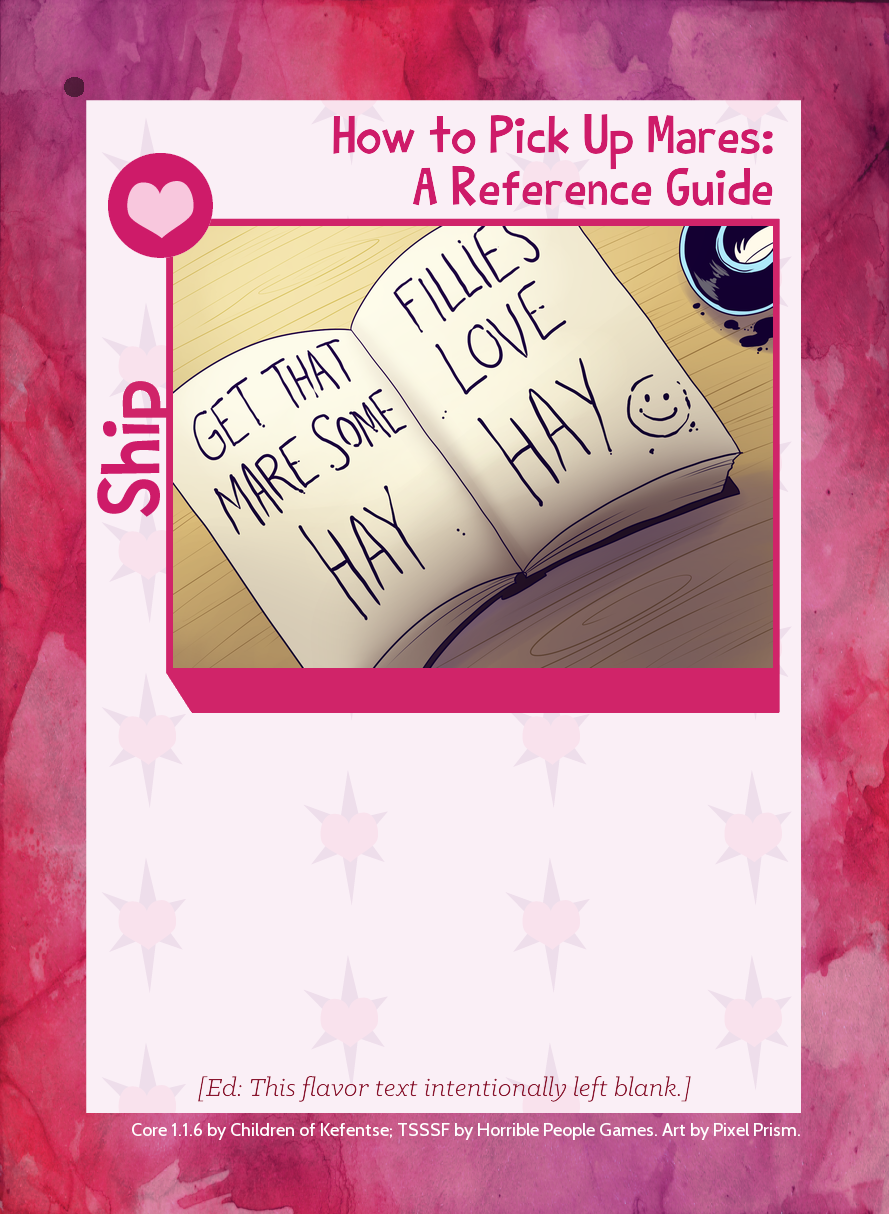 How to Pick Up Mares:
A Reference Guide
Ship
GET THAT
MARE SOME
HAY
FILLIES
LOVE
HAY
[Ed: This flavor text intentionally left blank.]
Core 1.1.6 by Children of Kefentse; TSSSF by Horrible People Games. Art by Pixel Prism.